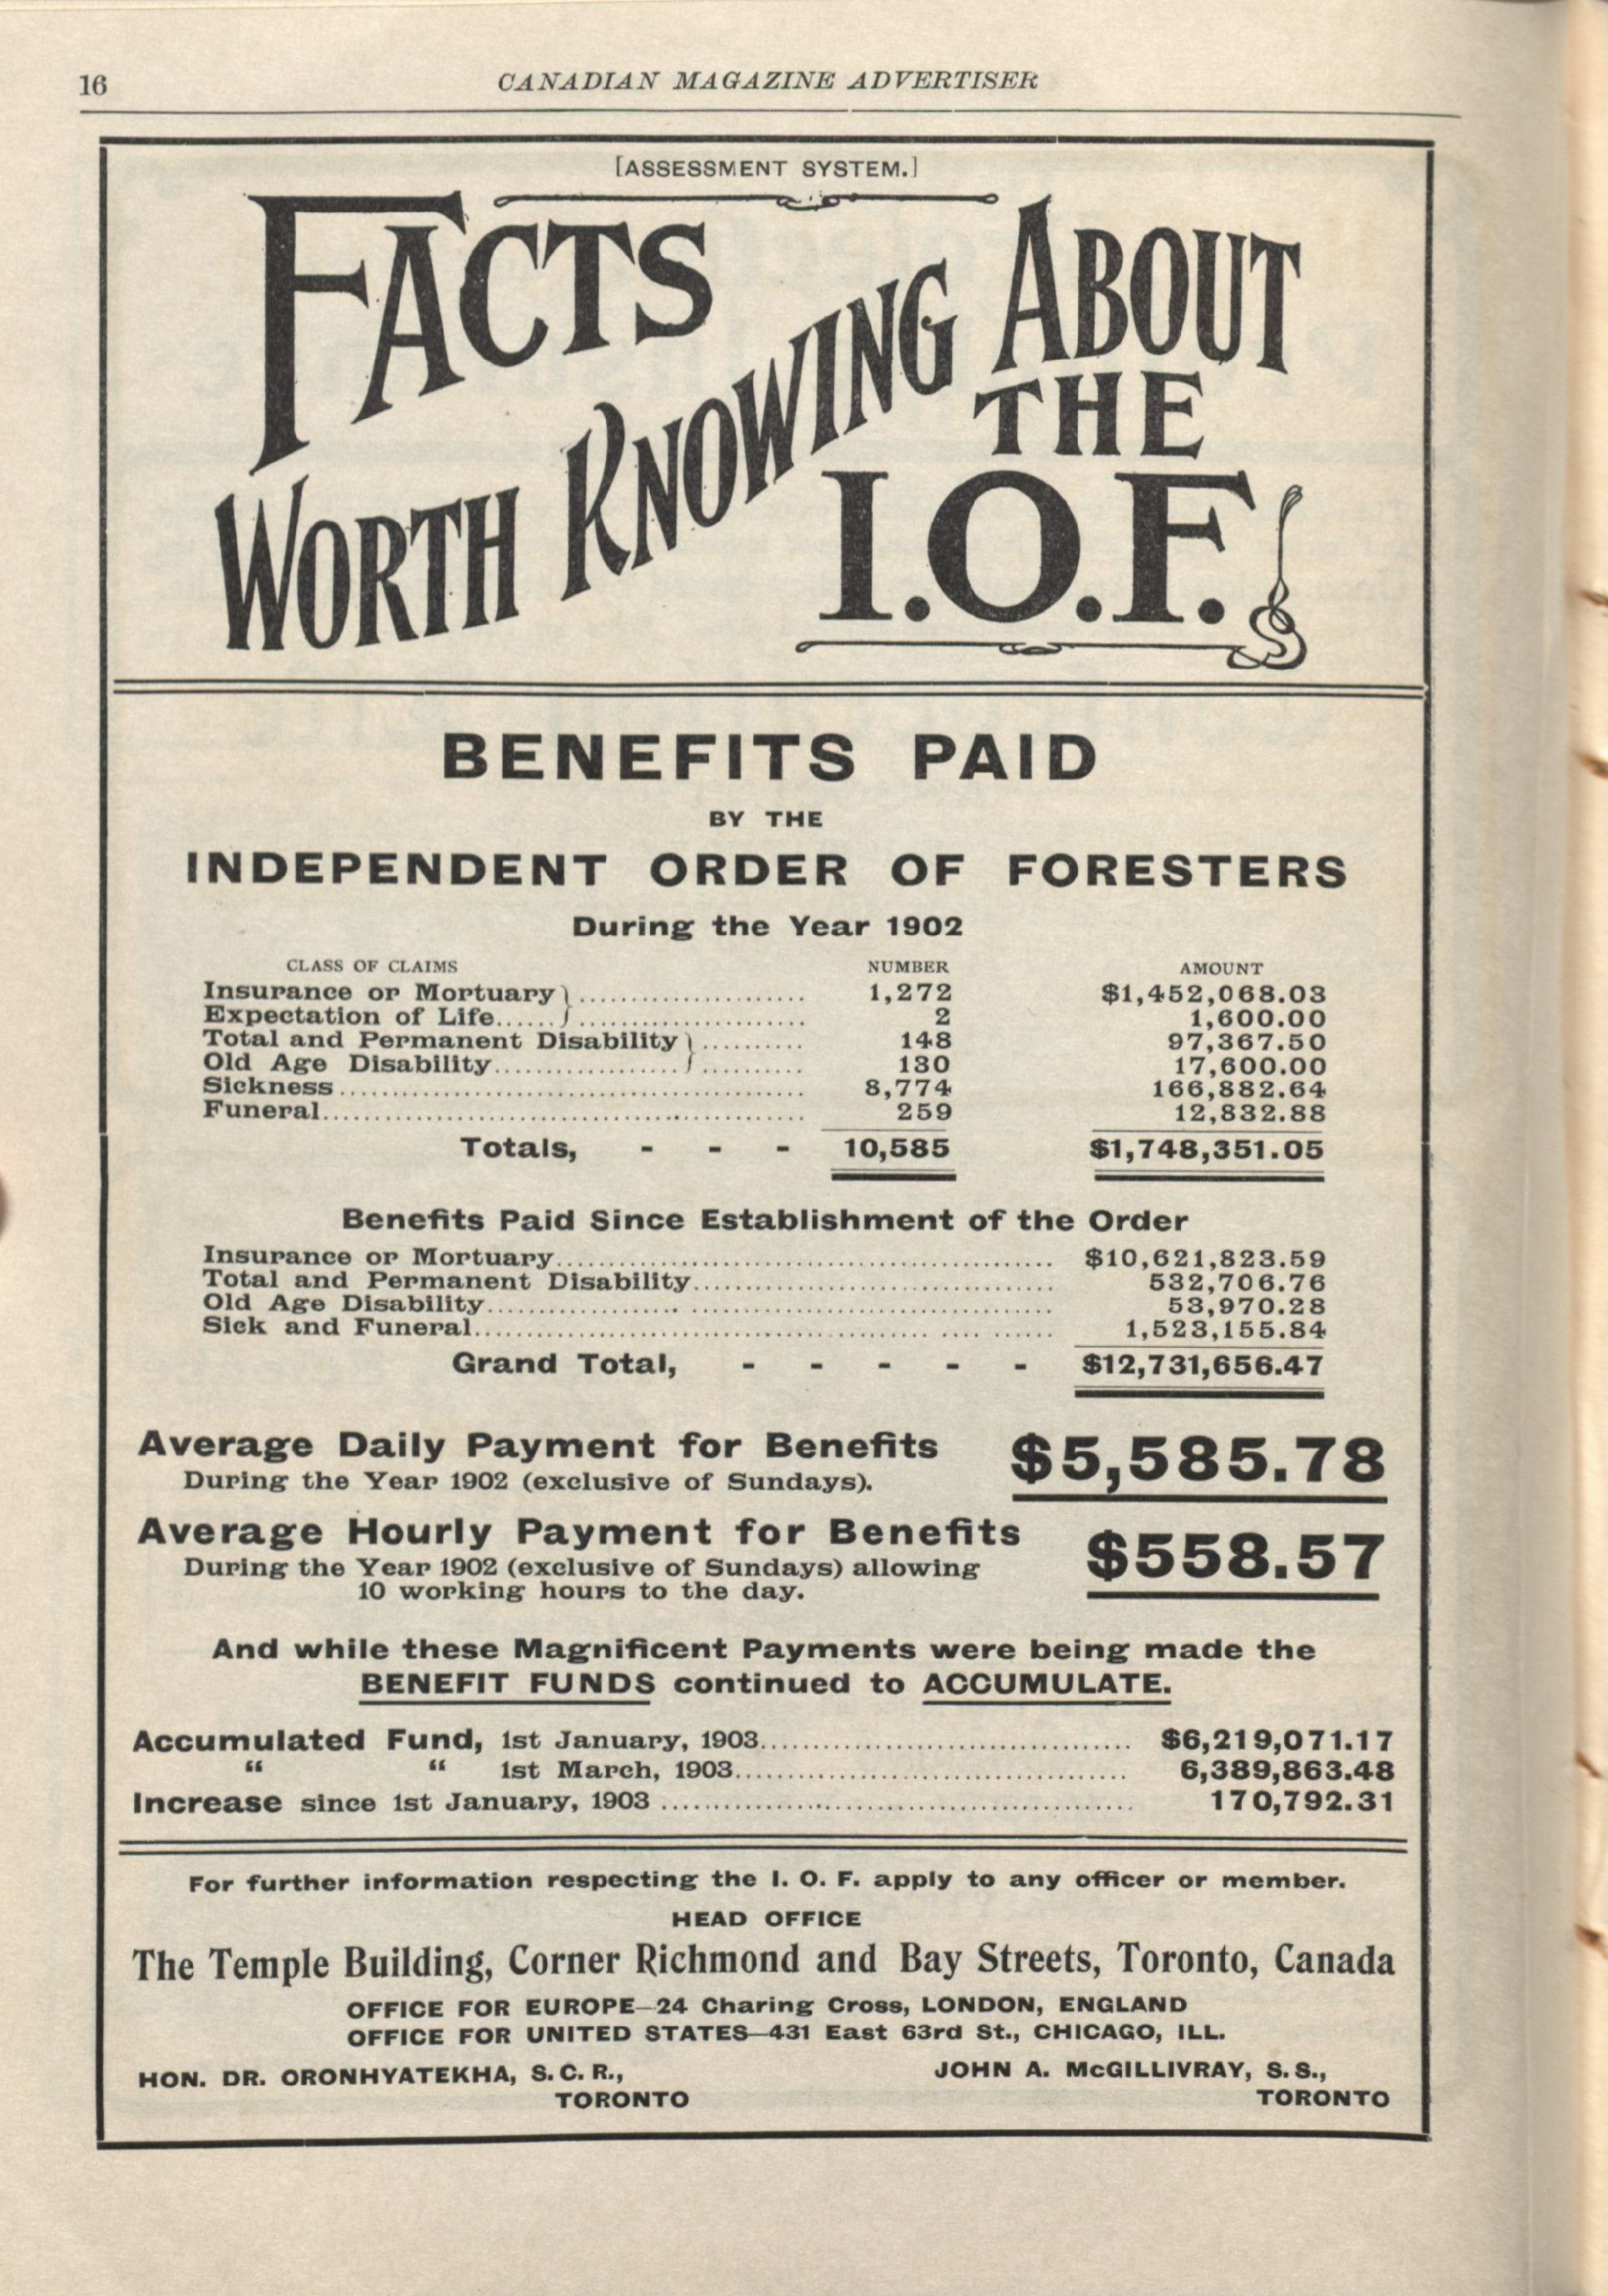 16
CANADIAN MAGAZINE ADVERTISER
[ASSESSMENT SYSTEM.]
FACTS
WORTH KNOWING ABOUT
THE
I.O.F.
BENEFITS PAID
BY THE
INDEPENDENT ORDER OF FORESTERS
During the Year 1902
CLASS OF CLAIMS NUMBER AMOUNT
Insurance or Mortuary } ...................... 1,272 $1,452,068.03
Expectation of Life...... } ...................... 2 1,600.00
Total and Permanent Disability } .......... 148 97,367.50
Old Age Disability.................. } .......... 130 17,600.00
Sickness ............................................. 8,774 166,882.64
Funeral............................................... 259 12,832.88
Totals, - - - 10,585 $1,748,351.05
Benefits Paid Since Establishment of the Order
Insurance or Mortuary................................................ $10,621,823.59
Total and Permanent Disability................................... 532,706.76
Old Age Disability................... ................................... 53,970.28
Sick and Funeral........................................... .... ...... 1,523,155.84
Grand Total, - - - - - $12,731,656.47
Average Daily Payment for Benefits $5,585.78
During the Year 1902 (exclusive of Sundays).
Average Hourly Payment for Benefits $558.57
During the Year 1902 (exclusive of Sundays) allowing
10 working hours to the day.
And while these Magnificent Payments were being made the
BENEFIT FUNDS continued to ACCUMULATE.
Accumulated Fund, 1st January, 1903.................................... $6,219,071.17
“ “ 1st March, 1903...................................... 6,389,863.48
Increase since 1st January, 1903 .............................................. 170,792.31
For further information respecting the I. O. F. apply to any officer or member.
HEAD OFFICE
The Temple Building, Corner Richmond and Bay Streets, Toronto, Canada
OFFICE FOR EUROPE—24 Charing Cross, LONDON, ENGLAND
OFFICE FOR UNITED STATES—431 East 63rd St., CHICAGO, ILL.
HON. DR. ORONHYATEKHA, S. C. R., JOHN A. McGILLIVRAY, S. S.,
TORONTO TORONTO